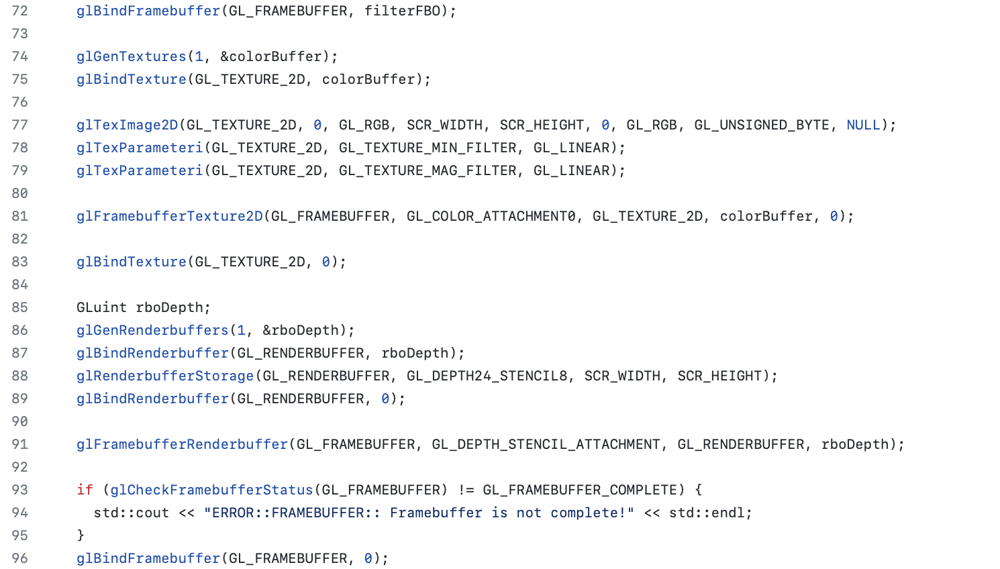 72 glBindFramebuffer(GL_FRAMEBUFFER, filterFBO);
73
74 glGenTextures(1, &colorBuffer);
75 glBindTexture(GL_TEXTURE_2D, colorBuffer);
76
77 glTexImage2D(GL_TEXTURE_2D, 0, GL_RGB, SCR_WIDTH, SCR_HEIGHT, 0, GL_RGB, GL_UNSIGNED_BYTE, NULL);
78 glTexParameteri(GL_TEXTURE_2D, GL_TEXTURE_MIN_FILTER, GL_LINEAR);
79 glTexParameteri(GL_TEXTURE_2D, GL_TEXTURE_MAG_FILTER, GL_LINEAR);
80
81 glFramebufferTexture2D(GL_FRAMEBUFFER, GL_COLOR_ATTACHMENT0, GL_TEXTURE_2D, colorBuffer, 0);
82
83 glBindTexture(GL_TEXTURE_2D, 0);
84
85 GLuint rboDepth;
86 glGenRenderbuffers(1, &rboDepth);
87 glBindRenderbuffer(GL_RENDERBUFFER, rboDepth);
88 glRenderbufferStorage(GL_RENDERBUFFER, GL_DEPTH24_STENCIL8, SCR_WIDTH, SCR_HEIGHT);
89 glBindRenderbuffer(GL_RENDERBUFFER, 0);
90
91 glFramebufferRenderbuffer(GL_FRAMEBUFFER, GL_DEPTH_STENCIL_ATTACHMENT, GL_RENDERBUFFER, rboDepth);
92
93 if (glCheckFramebufferStatus(GL_FRAMEBUFFER) != GL_FRAMEBUFFER_COMPLETE) {
94 std::cout << "ERROR::FRAMEBUFFER:: Framebuffer is not complete!" << std::endl;
95 }
96 glBindFramebuffer(GL_FRAMEBUFFER, 0);